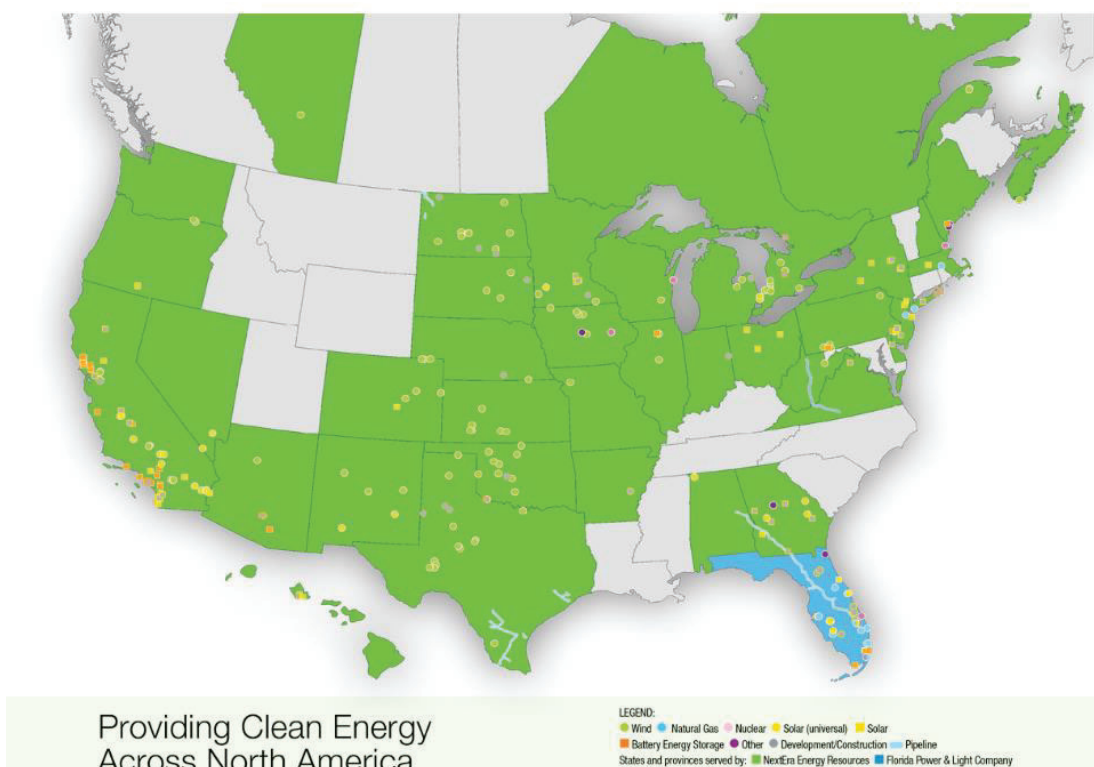 Providing Clean Energy
Across North America
LEGEND:
Wind Natural Gas Nuclear Solar (universal) Solar
Battery Energy Storage Other Development/Construction Pipeline
States and provinces served by: NextEra Energy Resources Florida Power & Light Company